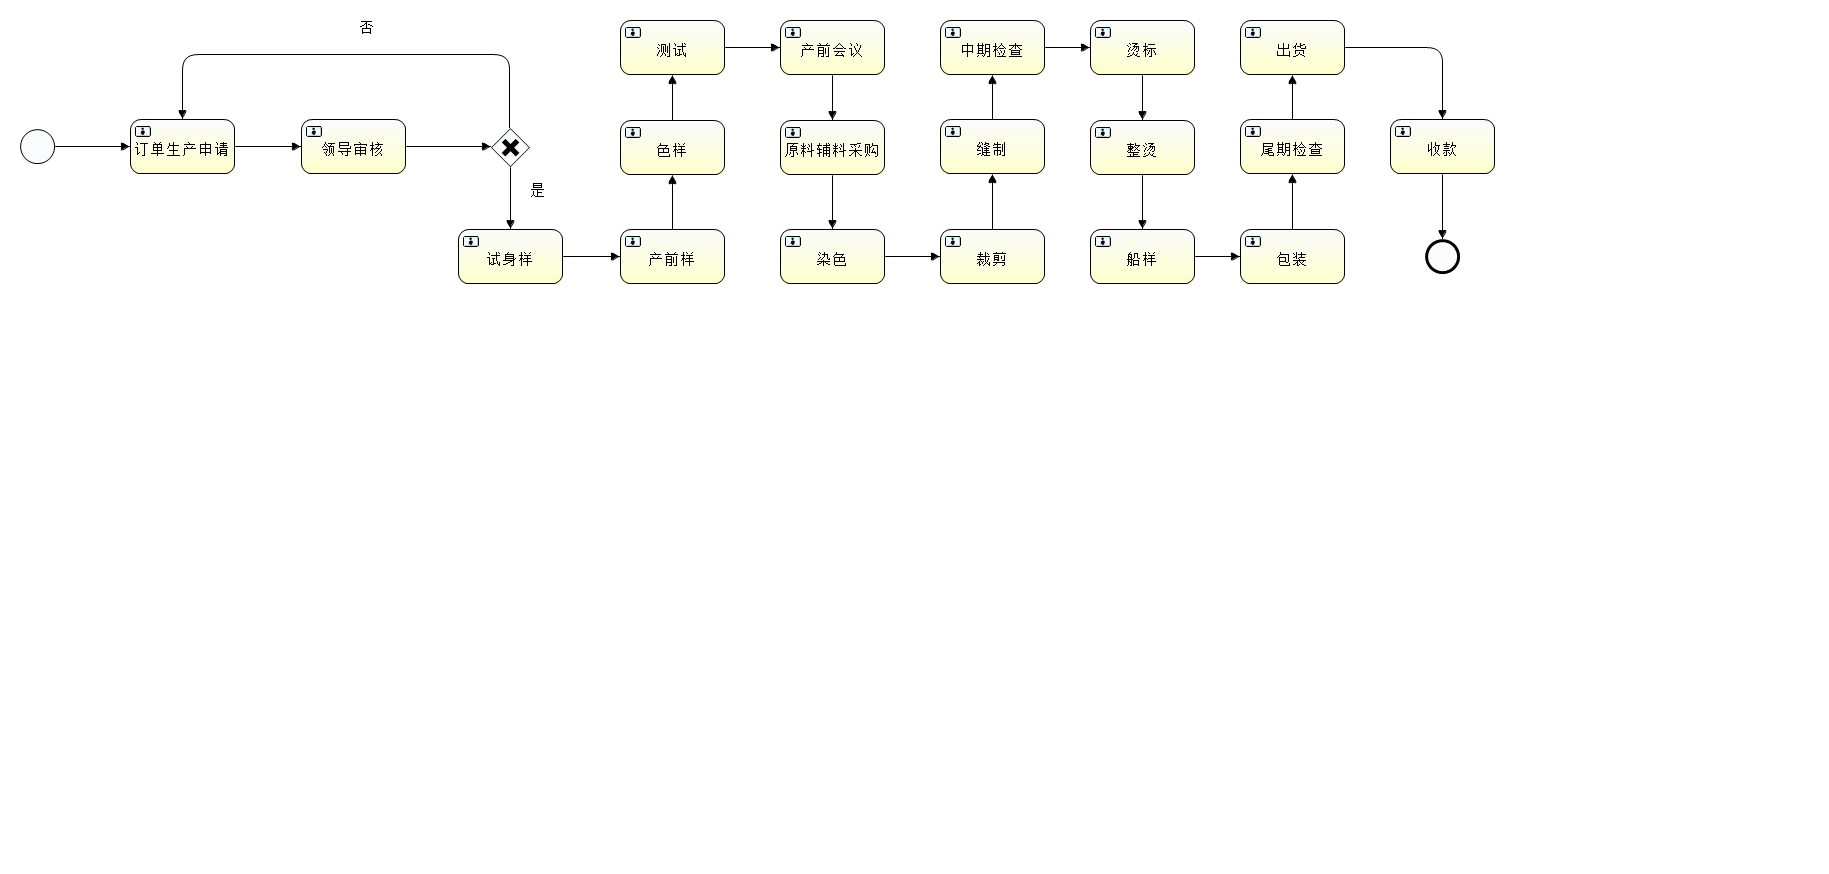 否
订单生产申请
领导审核
是
试身样
产前样
色样
测试
产前会议
原料辅料采购
染色
裁剪
缝制
中期检查
烫标
整烫
船样
包装
尾期检查
出货
收款